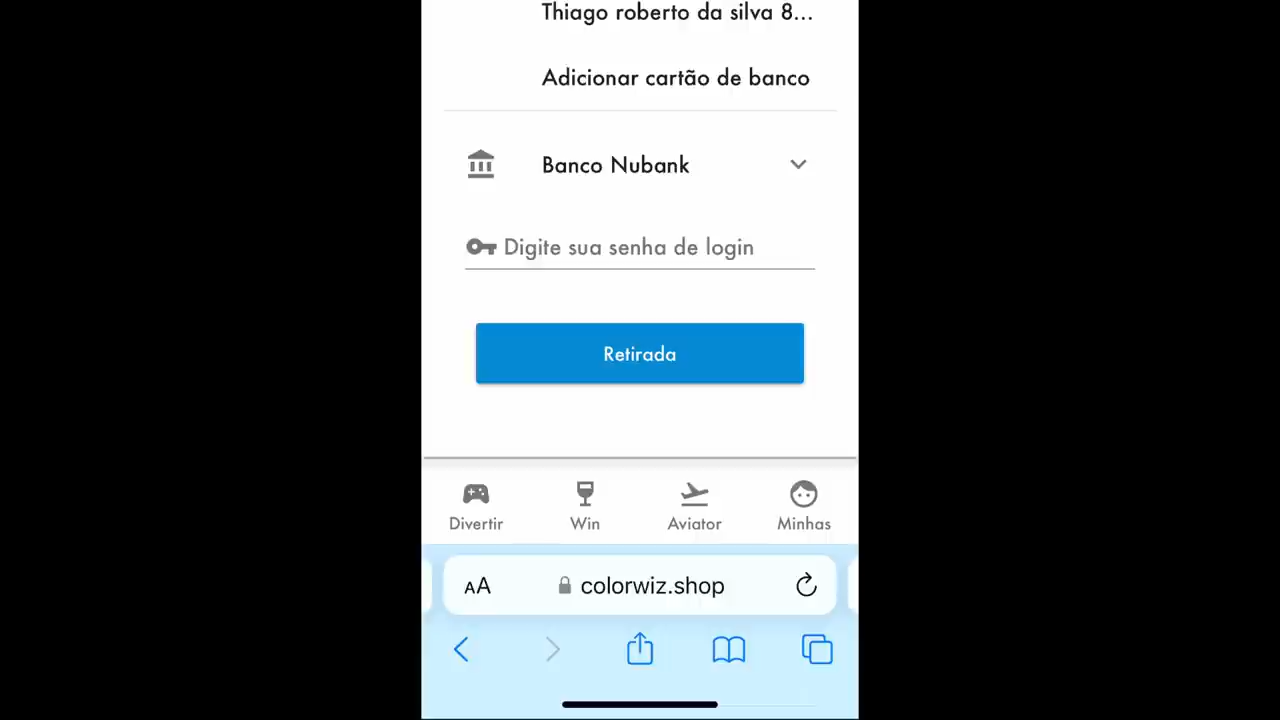 Thiago roberto da silva 8...
Adicionar cartão de banco
Banco Nubank
Digite sua senha de login
Retirada
Divertir Win Aviator Minhas
AA colorwiz.shop